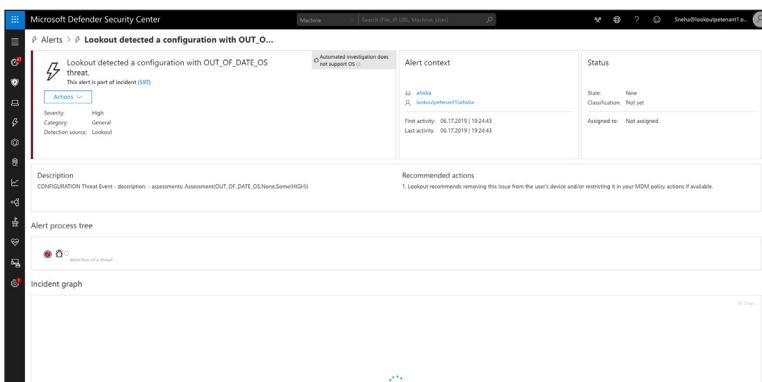 Microsoft Defender Security Center
Machine
Search (File, IP, URL, Machine, User)
Sneha@lookoutpetenant1.o...
Alerts > Lookout detected a configuration with OUT_O...
Lookout detected a configuration with OUT_OF_DATE_OS
threat.
This alert is part of incident (597)
Automated investigation does
not support OS
Actions
Severity: High
Category: General
Detection source: Lookout
Alert context
First activity: 06.17.2019 | 19:24:43
Last activity: 06.17.2019 | 19:24:43
Status
State: New
Classification: Not set
Assigned to: Not assigned
Description
CONFIGURATION Threat Event - description: - assessments: Assessment(OUT_OF_DATE_OS,None,Some(HIGH))
Recommended actions
1. Lookout recommends removing this issue from the user's device and/or restricting it in your MDM policy actions if available.
Alert process tree
detection of a threat
Incident graph
30 Days